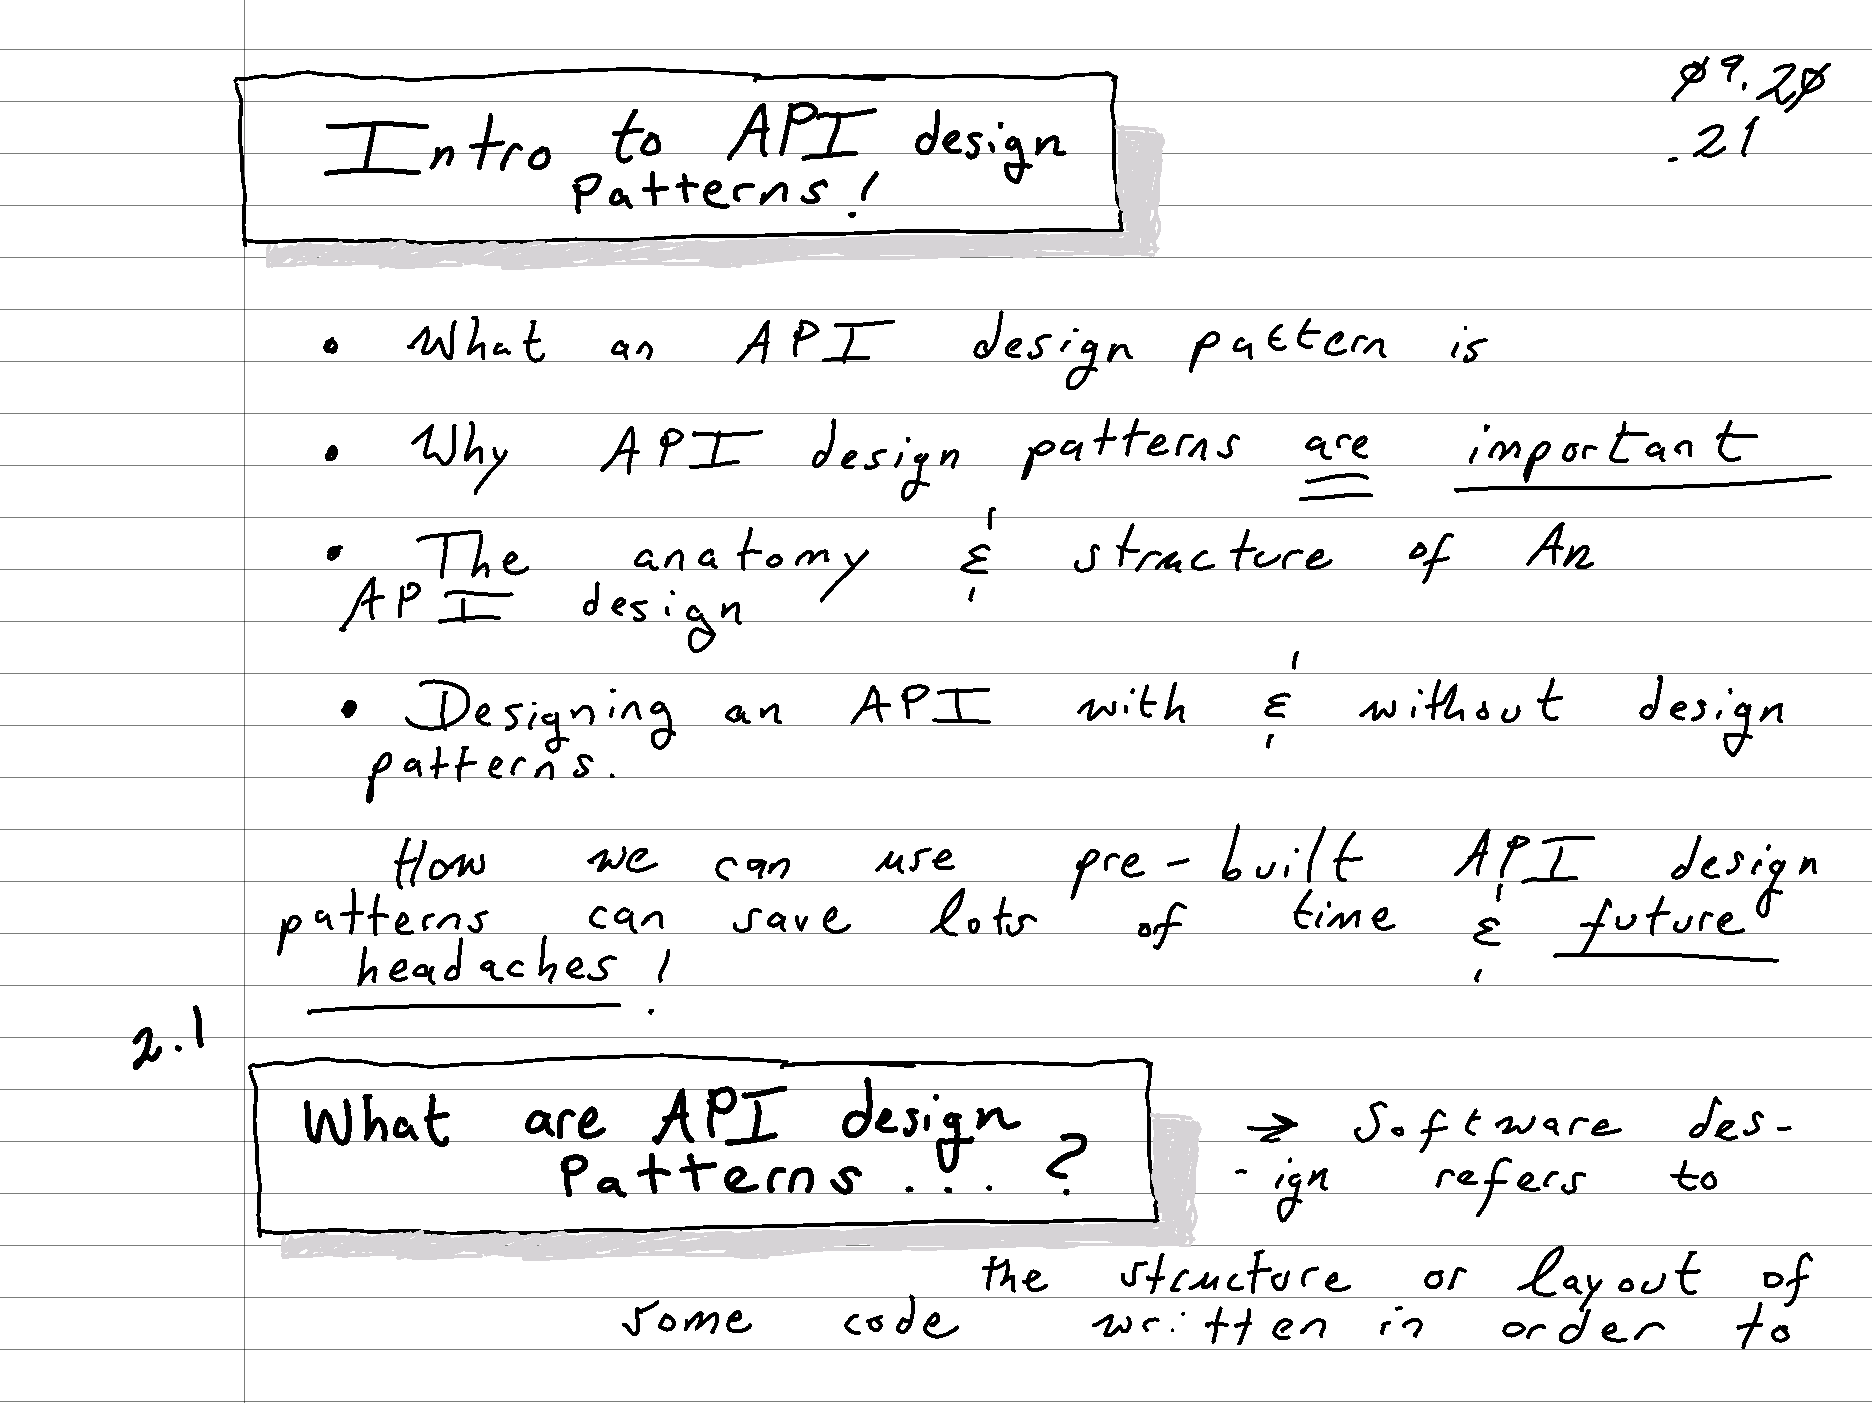 Intro to API design
patterns!
ø9.2ø
.21
• What an API design pattern is
• Why API design patterns are important
• The anatomy & structure of An
API design
• Designing an API with & without design
patterns.
How we can use pre-built API design
patterns can save lots of time & future
headaches!
2.1
What are API design
patterns...?
→ Software des-
-ign refers to
the structure or layout of
some code written in order to